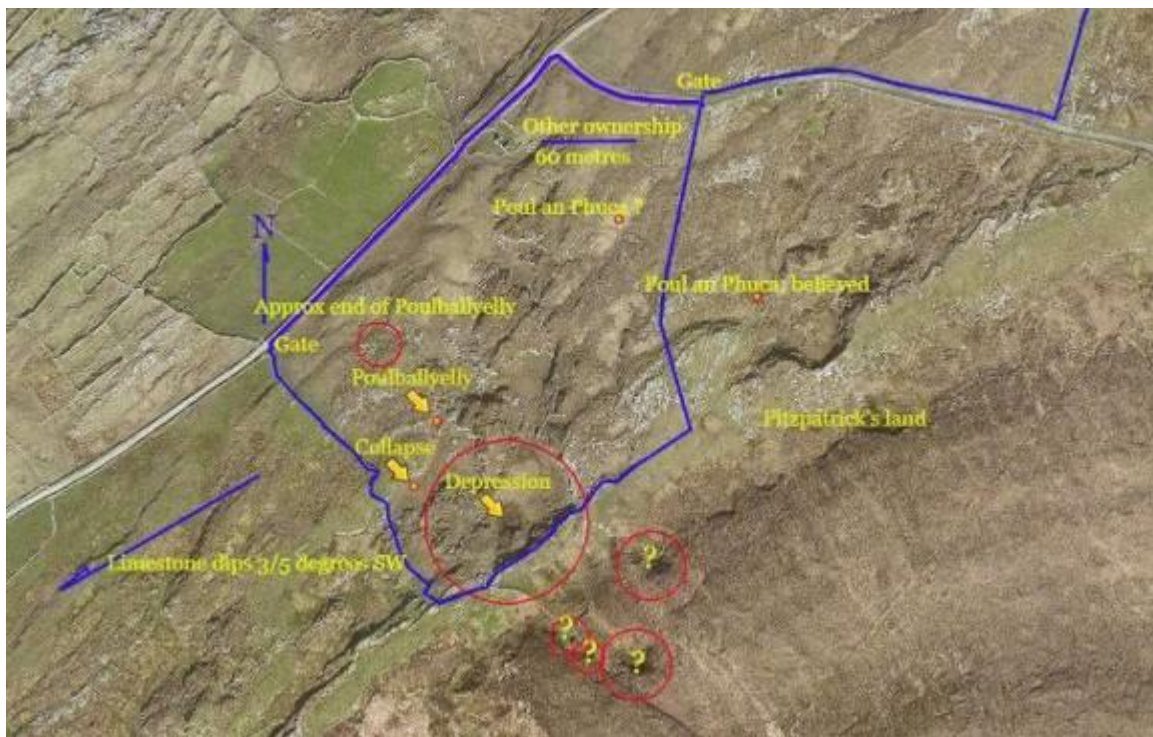 Gate
Other ownership
60 metres
Poul an Phuca ?
N
Poul an Phuca, believed
Approx end of Poulballyelly
Gate
Poulballyelly
Fitzpatrick's land
Collapse
Depression
Limestone dips 3/5 degrees SW
?
?
?
?